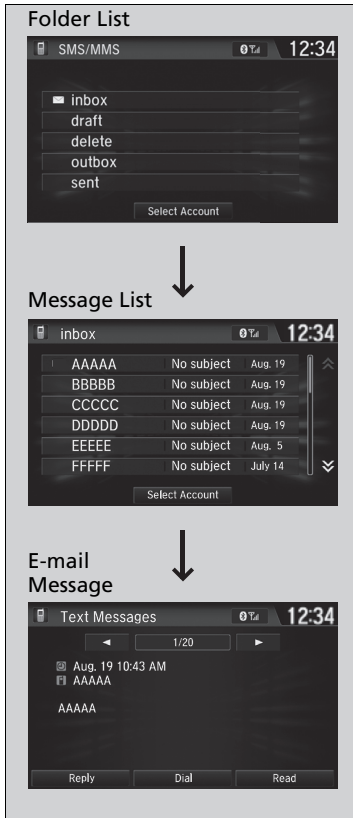 Folder List
SMS/MMS 12:34
inbox
draft
delete
outbox
sent
Select Account
Message List
inbox 12:34
AAAAA No subject Aug. 19
BBBBB No subject Aug. 19
CCCCC No subject Aug. 19
DDDDD No subject Aug. 19
EEEEE No subject Aug. 5
FFFFF No subject July 14
Select Account
E-mail
Message
Text Messages 12:34
1/20
Aug. 19 10:43 AM
AAAAA
AAAAA
Reply Dial Read